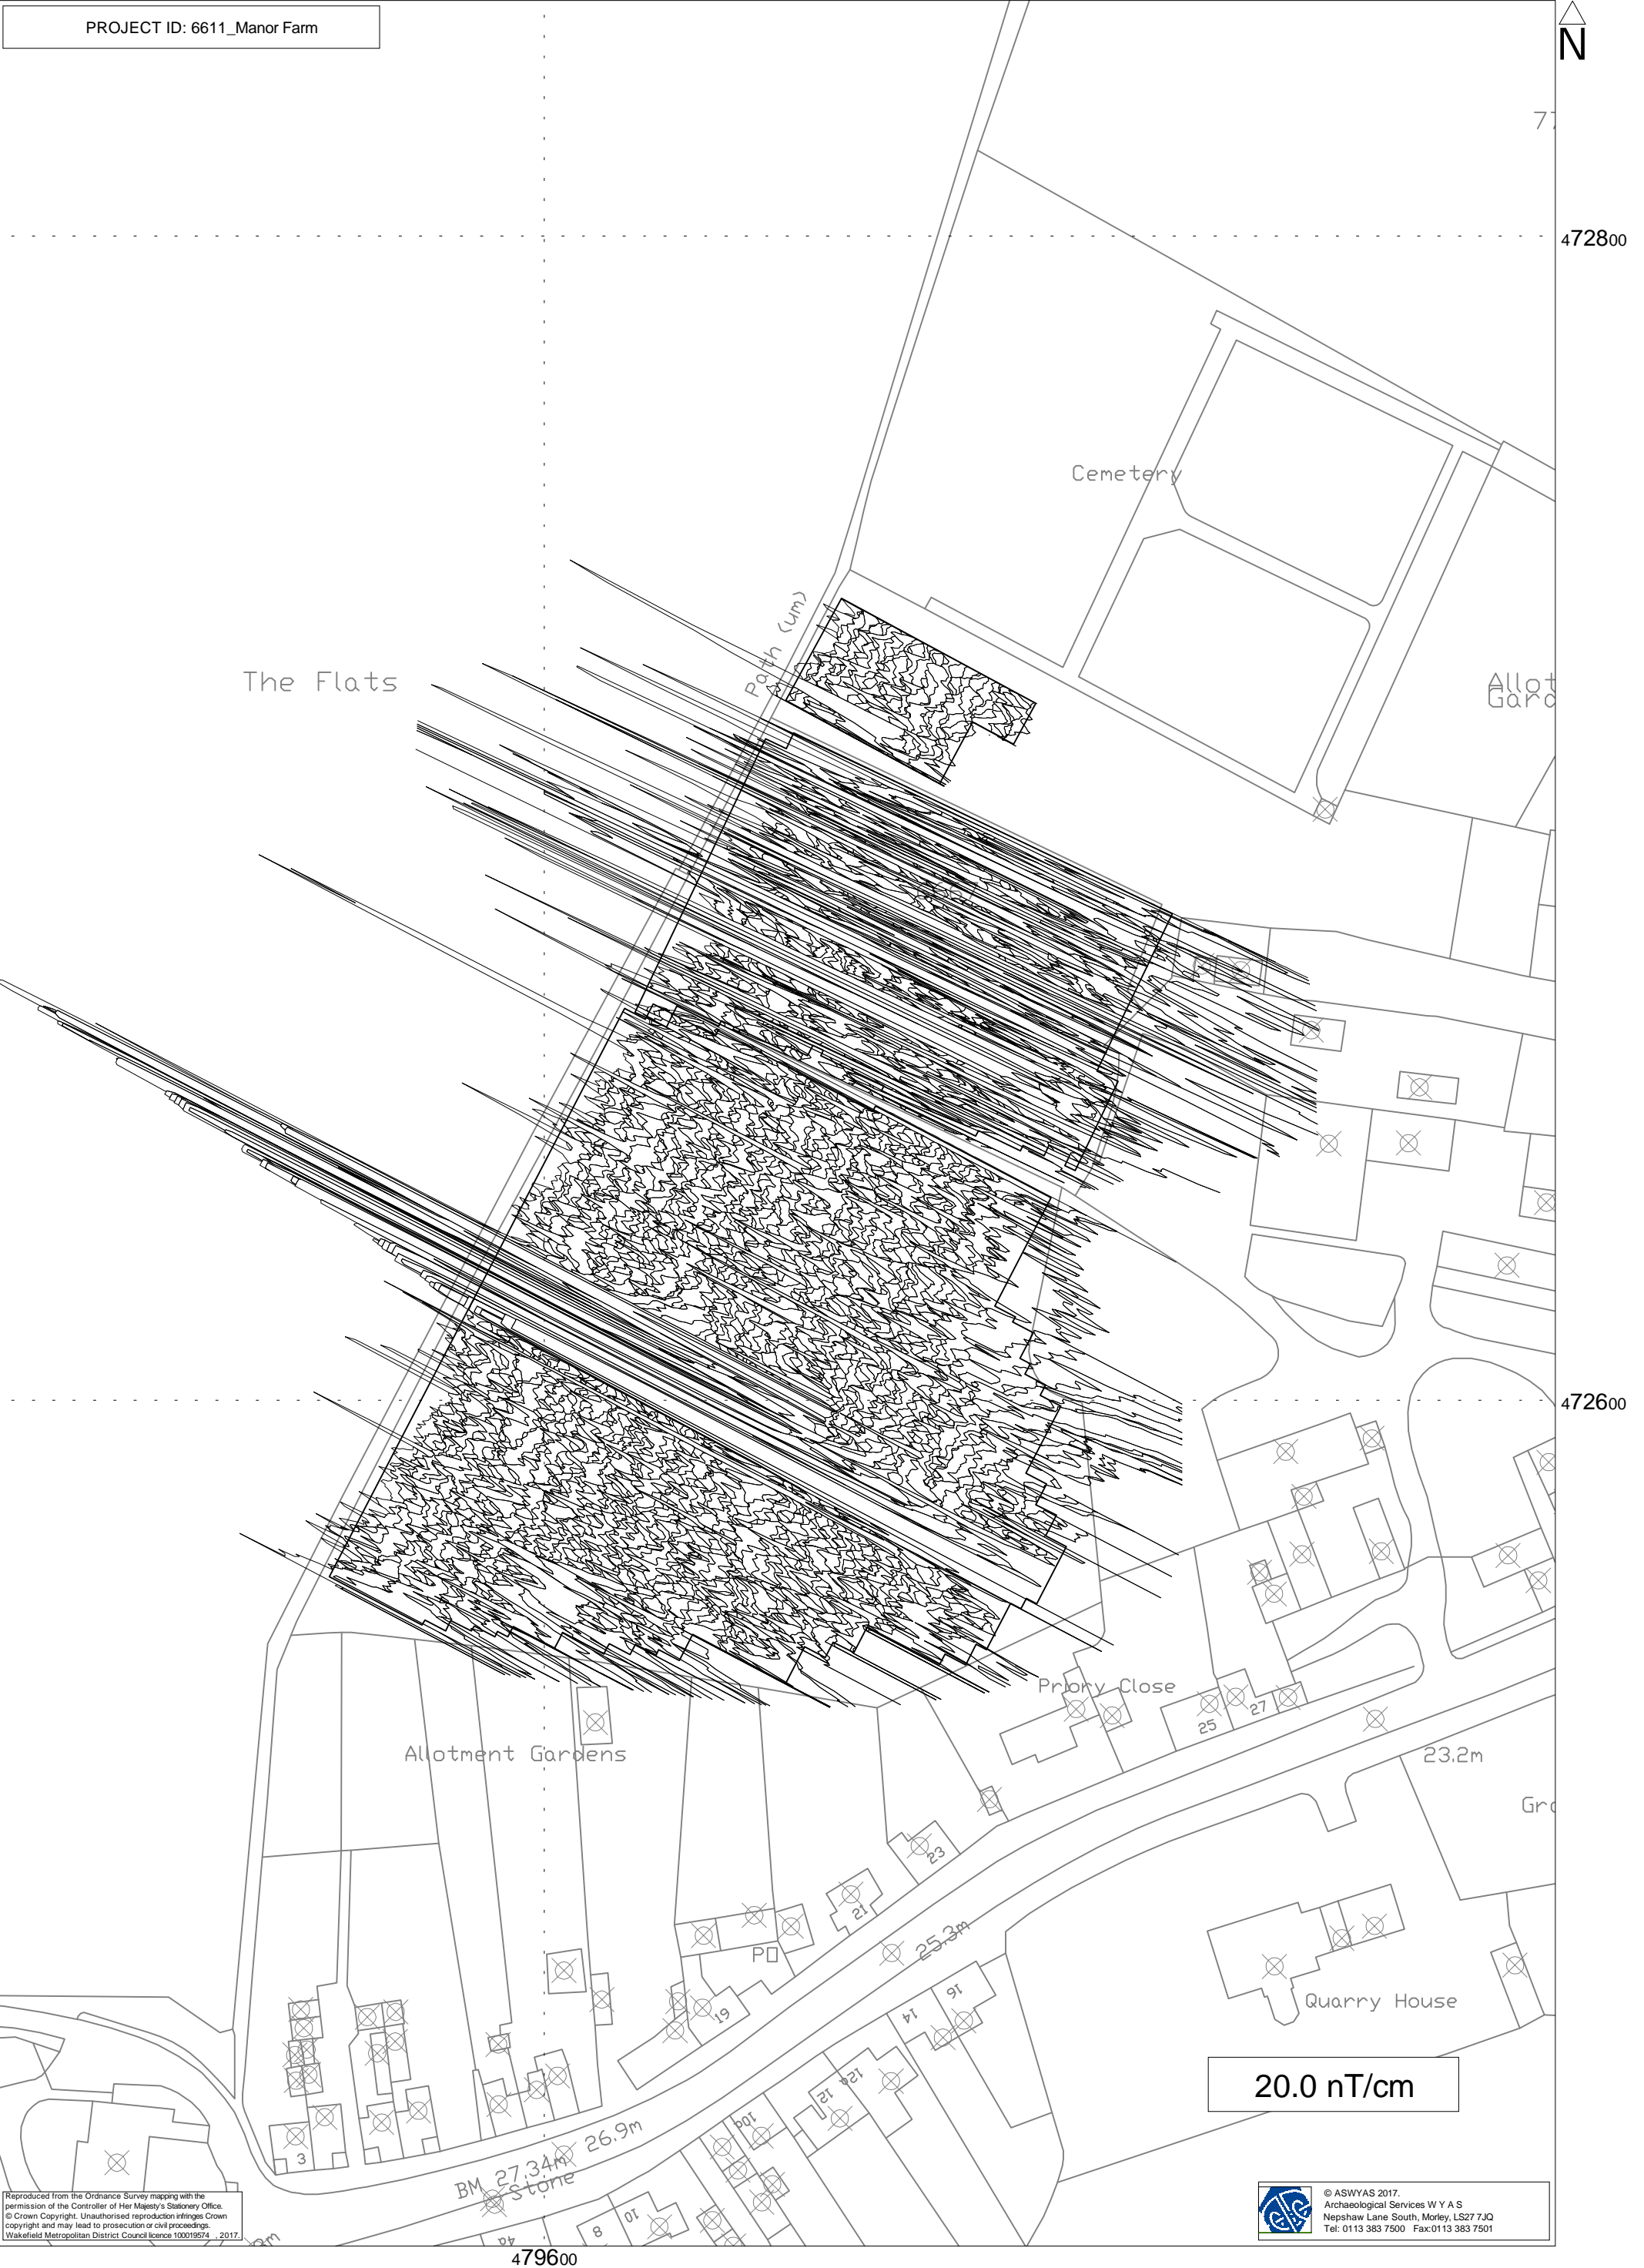 PROJECT ID: 6611_Manor Farm
N
77
472800
Cemetery
Path (um)
The Flats
Allot
Gard
472600
Priory Close
25
27
Allotment Gardens
23.2m
Gro
23
21
25.3m
PO
19
16
14
Quarry House
12a
12
20.0 nT/cm
10a
26.9m
3
BM 27.34m
Stone
10
8
Reproduced from the Ordnance Survey mapping with the
permission of the Controller of Her Majesty's Stationery Office.
© Crown Copyright. Unauthorised reproduction infringes Crown
copyright and may lead to prosecution or civil proceedings.
Wakefield Metropolitan District Council licence 100019574 , 2017.
© ASWYAS 2017.
Archaeological Services W Y A S
Nepshaw Lane South, Morley, LS27 7JQ
Tel: 0113 383 7500 Fax:0113 383 7501
479600